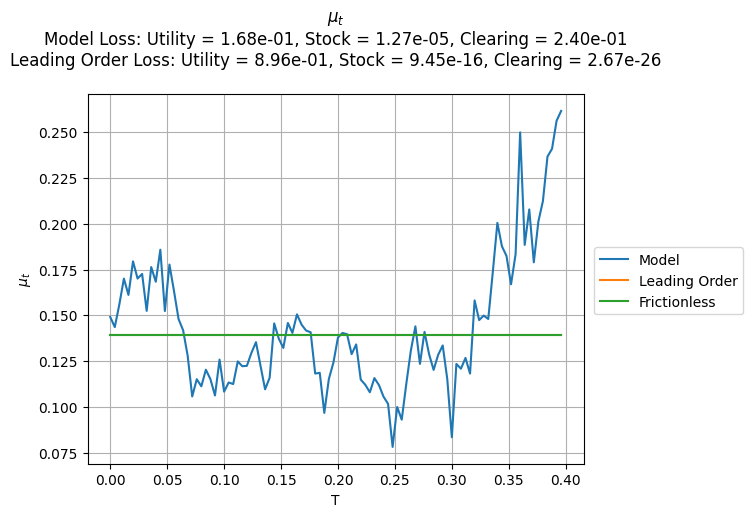 μt
Model Loss: Utility = 1.68e-01, Stock = 1.27e-05, Clearing = 2.40e-01
Leading Order Loss: Utility = 8.96e-01, Stock = 9.45e-16, Clearing = 2.67e-26
0.250
0.225
0.200
0.175
0.150
0.125
0.100
0.075
μt
0.00 0.05 0.10 0.15 0.20 0.25 0.30 0.35 0.40
T
Model
Leading Order
Frictionless